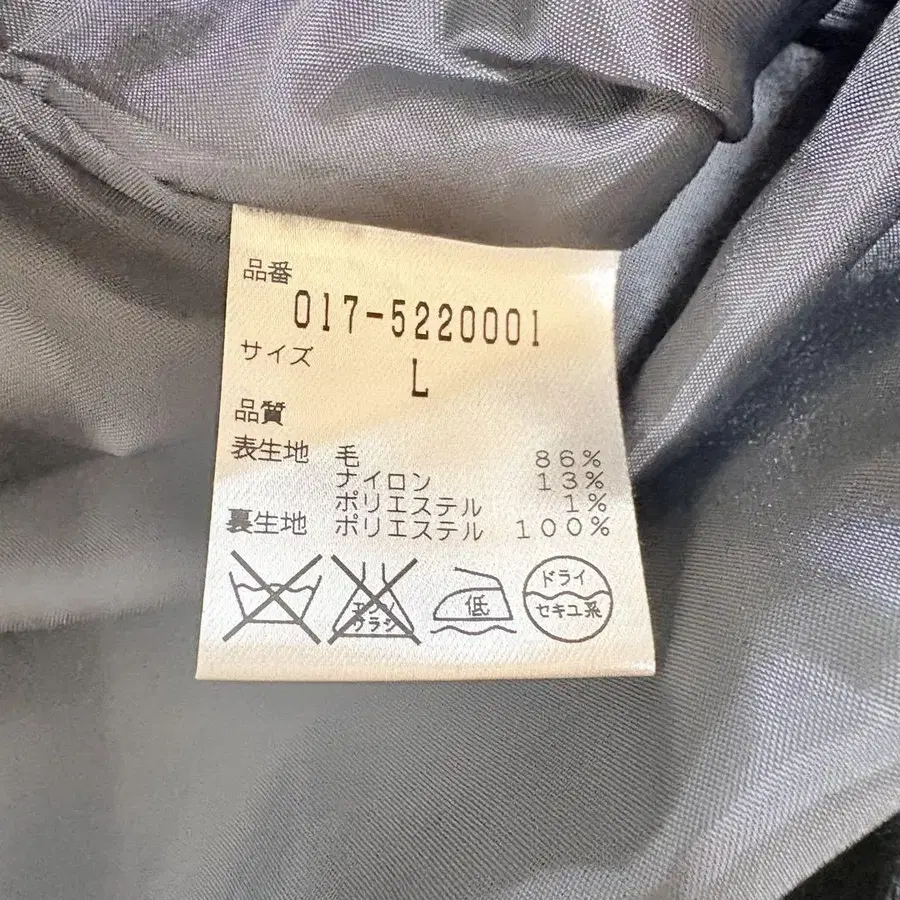 品番
017-5220001
サイズ
L
品質
表生地 毛 86%
ナイロン 13%
ポリエステル 1%
裏生地 ポリエステル 100%
エンソ
サラシ
低
ドライ
セキユ系